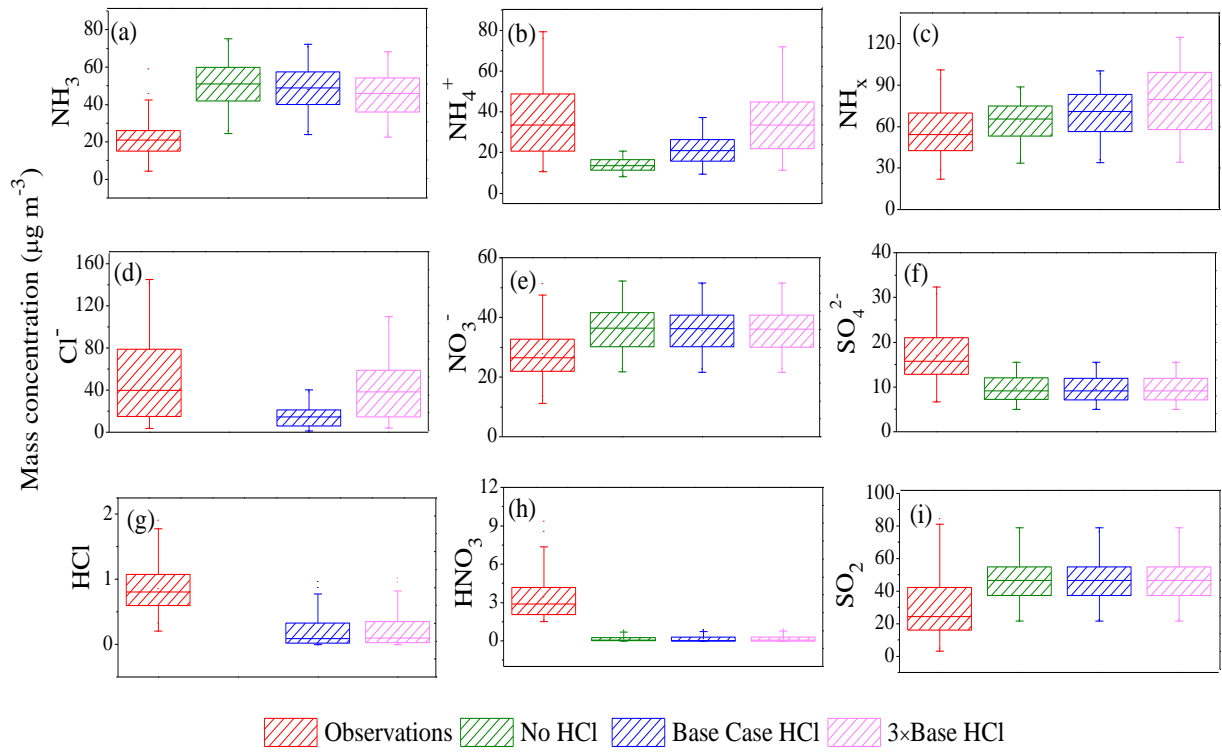 Mass concentration (μg m⁻³)
(a)
NH₃
80
60
40
20
0
(b)
NH₄⁺
80
60
40
20
0
(c)
NHₓ
120
90
60
30
0
(d)
Cl⁻
160
120
80
40
0
(e)
NO₃⁻
60
40
20
0
(f)
SO₄²⁻
40
30
20
10
0
(g)
HCl
2
1
0
(h)
HNO₃
12
9
6
3
0
(i)
SO₂
100
80
60
40
20
0
Observations No HCl Base Case HCl 3×Base HCl